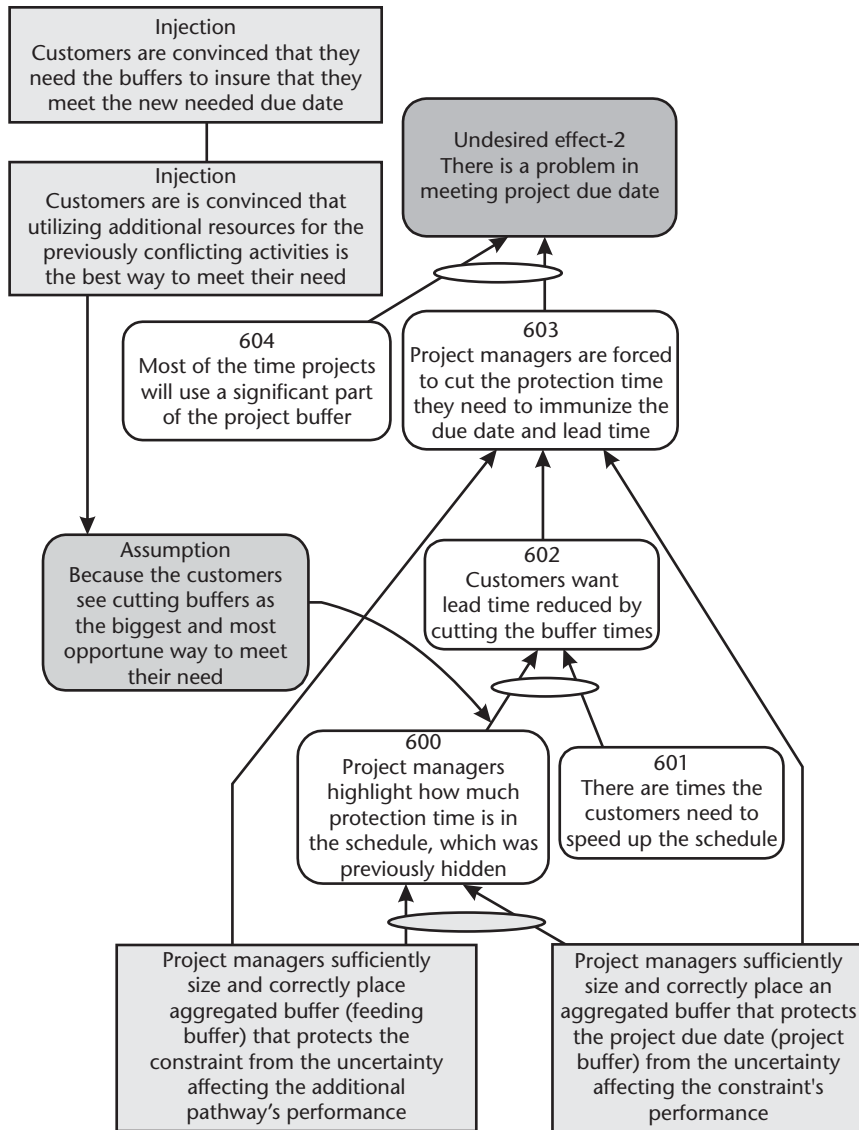 Injection
Customers are convinced that they
need the buffers to insure that they
meet the new needed due date
Undesired effect-2
There is a problem in
meeting project due date
Injection
Customers are is convinced that
utilizing additional resources for the
previously conflicting activities is
the best way to meet their need
604
Most of the time projects
will use a significant part
of the project buffer
603
Project managers are forced
to cut the protection time
they need to immunize the
due date and lead time
Assumption
Because the customers
see cutting buffers as
the biggest and most
opportune way to meet
their need
602
Customers want
lead time reduced by
cutting the buffer times
600
Project managers
highlight how much
protection time is in
the schedule, which was
previously hidden
601
There are times the
customers need to
speed up the schedule
Project managers sufficiently
size and correctly place
aggregated buffer (feeding
buffer) that protects the
constraint from the uncertainty
affecting the additional
pathway’s performance
Project managers sufficiently
size and correctly place an
aggregated buffer that protects
the project due date (project
buffer) from the uncertainty
affecting the constraint's
performance